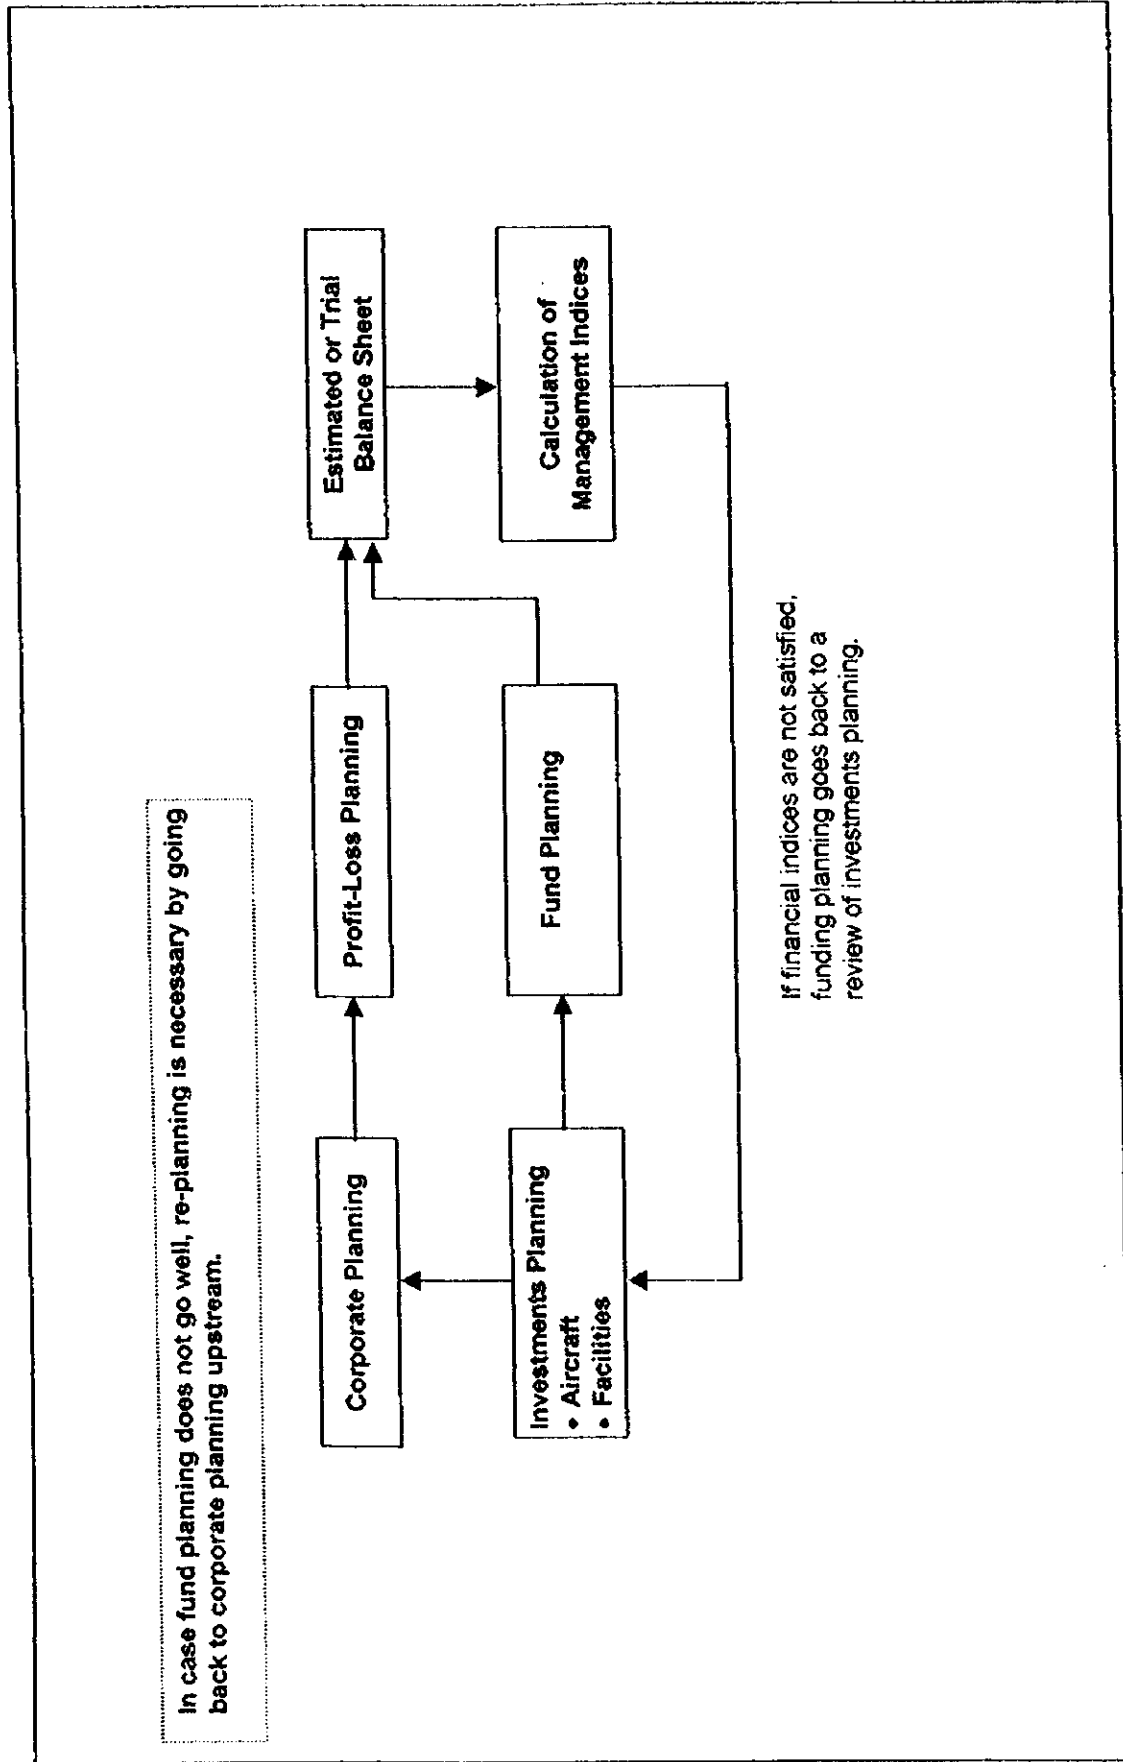 In case fund planning does not go well, re-planning is necessary by going
back to corporate planning upstream.
Corporate Planning
Profit-Loss Planning
Estimated or Trial
Balance Sheet
Investments Planning
• Aircraft
• Facilities
Fund Planning
Calculation of
Management Indices
If financial indices are not satisfied,
funding planning goes back to a
review of investments planning.